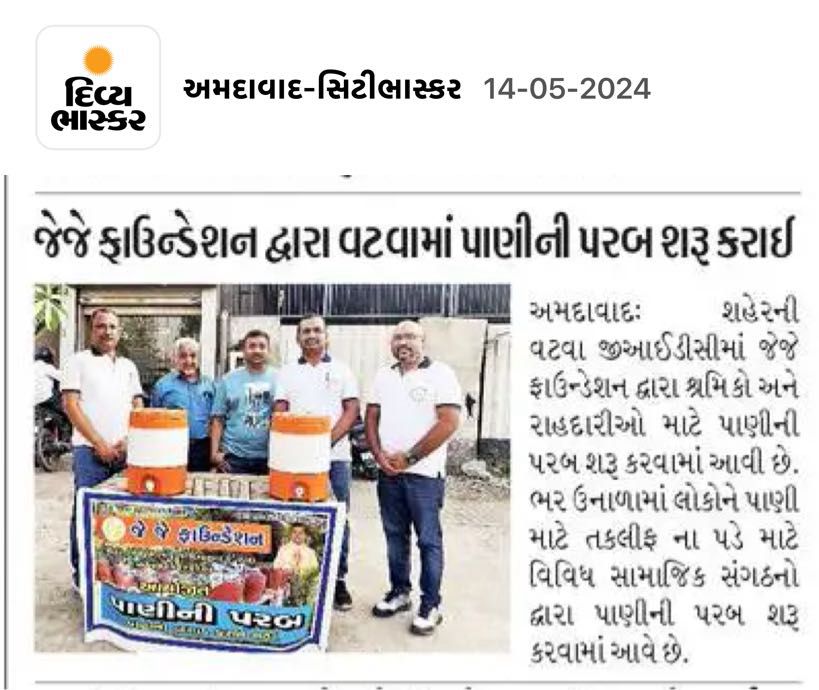 દિવ્ય
ભાસ્કર
અમદાવાદ-સિટીભાસ્કર 14-05-2024
જેજે ફાઉન્ડેશન દ્વારા વટવામાં પાણીની પરબ શરૂ કરાઈ
જે જે ફાઉન્ડેશન
આયોજિત
પાણીની પરબ
અમદાવાદઃ શહેરની
વટવા જીઆઈડીસીમાં જેજે
ફાઉન્ડેશન દ્વારા શ્રમિકો અને
રાહદારીઓ માટે પાણીની
પરબ શરૂ કરવામાં આવી છે.
ભર ઉનાળામાં લોકોને પાણી
માટે તકલીફ ના પડે માટે
વિવિધ સામાજિક સંગઠનો
દ્વારા પાણીની પરબ શરૂ
કરવામાં આવે છે.